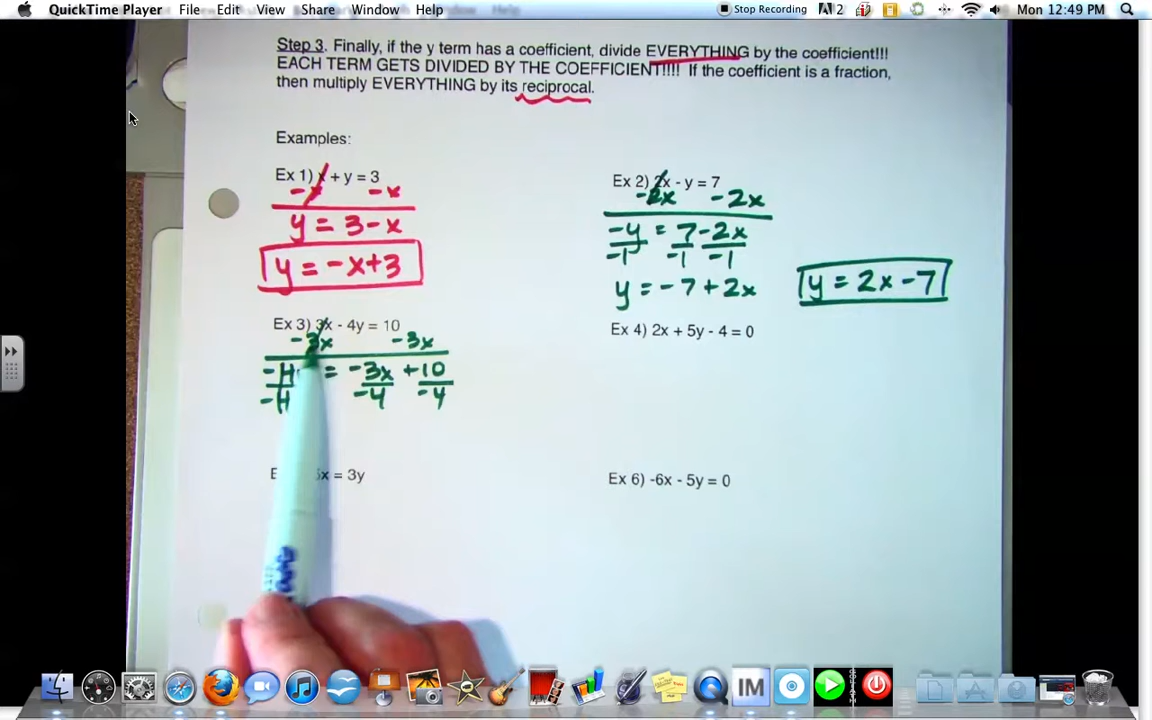 QuickTime Player File Edit View Share Window Help Stop Recording 2 Mon 12:49 PM
Step 3. Finally, if the y term has a coefficient, divide EVERYTHING by the coefficient!!!
EACH TERM GETS DIVIDED BY THE COEFFICIENT!!!! If the coefficient is a fraction,
then multiply EVERYTHING by its reciprocal.
Examples:
Ex 1) x + y = 3
-x -x
y = 3-x
y = -x+3
Ex 2) 2x - y = 7
-2x -2x
-y = 7-2x
-1 -1 -1
y = -7+2x
y = 2x-7
Ex 3) 3x - 4y = 10
-3x -3x
-4 = -3x +10
-4 -4 -4
Ex 4) 2x + 5y - 4 = 0
x = 3y
Ex 6) -6x - 5y = 0
IM